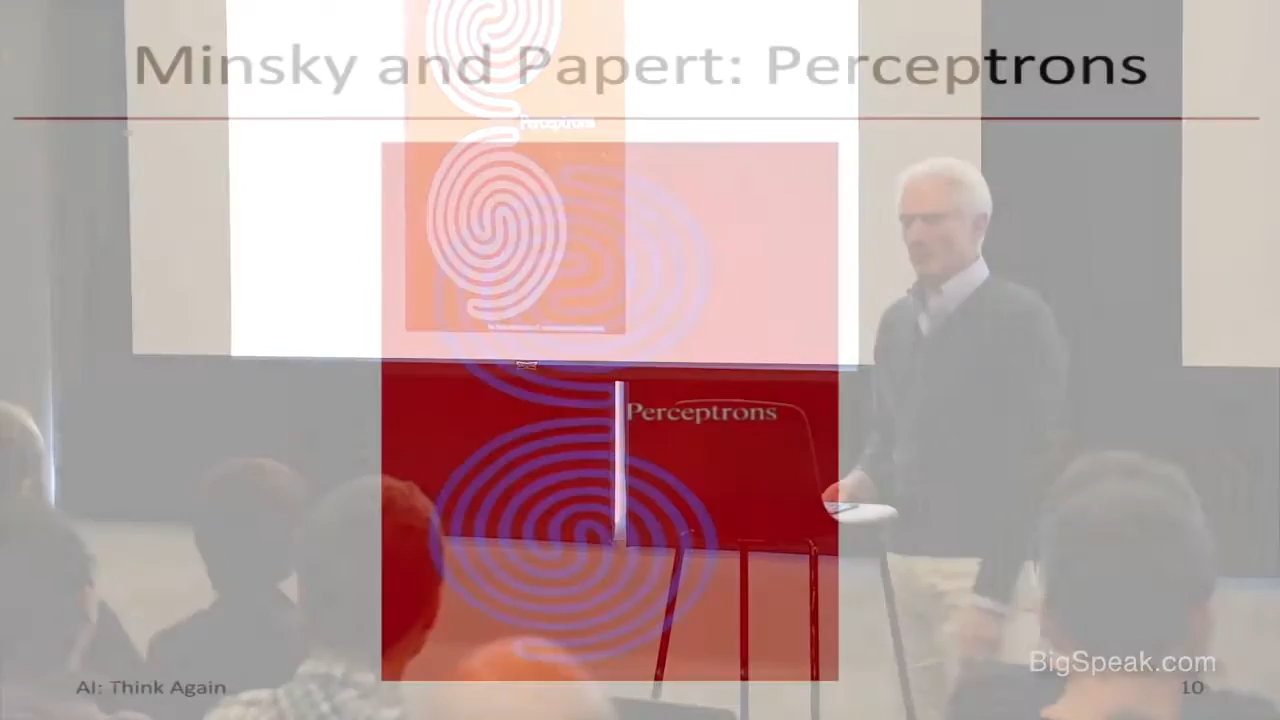 Minsky and Papert: Perceptrons
Perceptrons
Perceptrons
BigSpeak.com
AI: Think Again
10